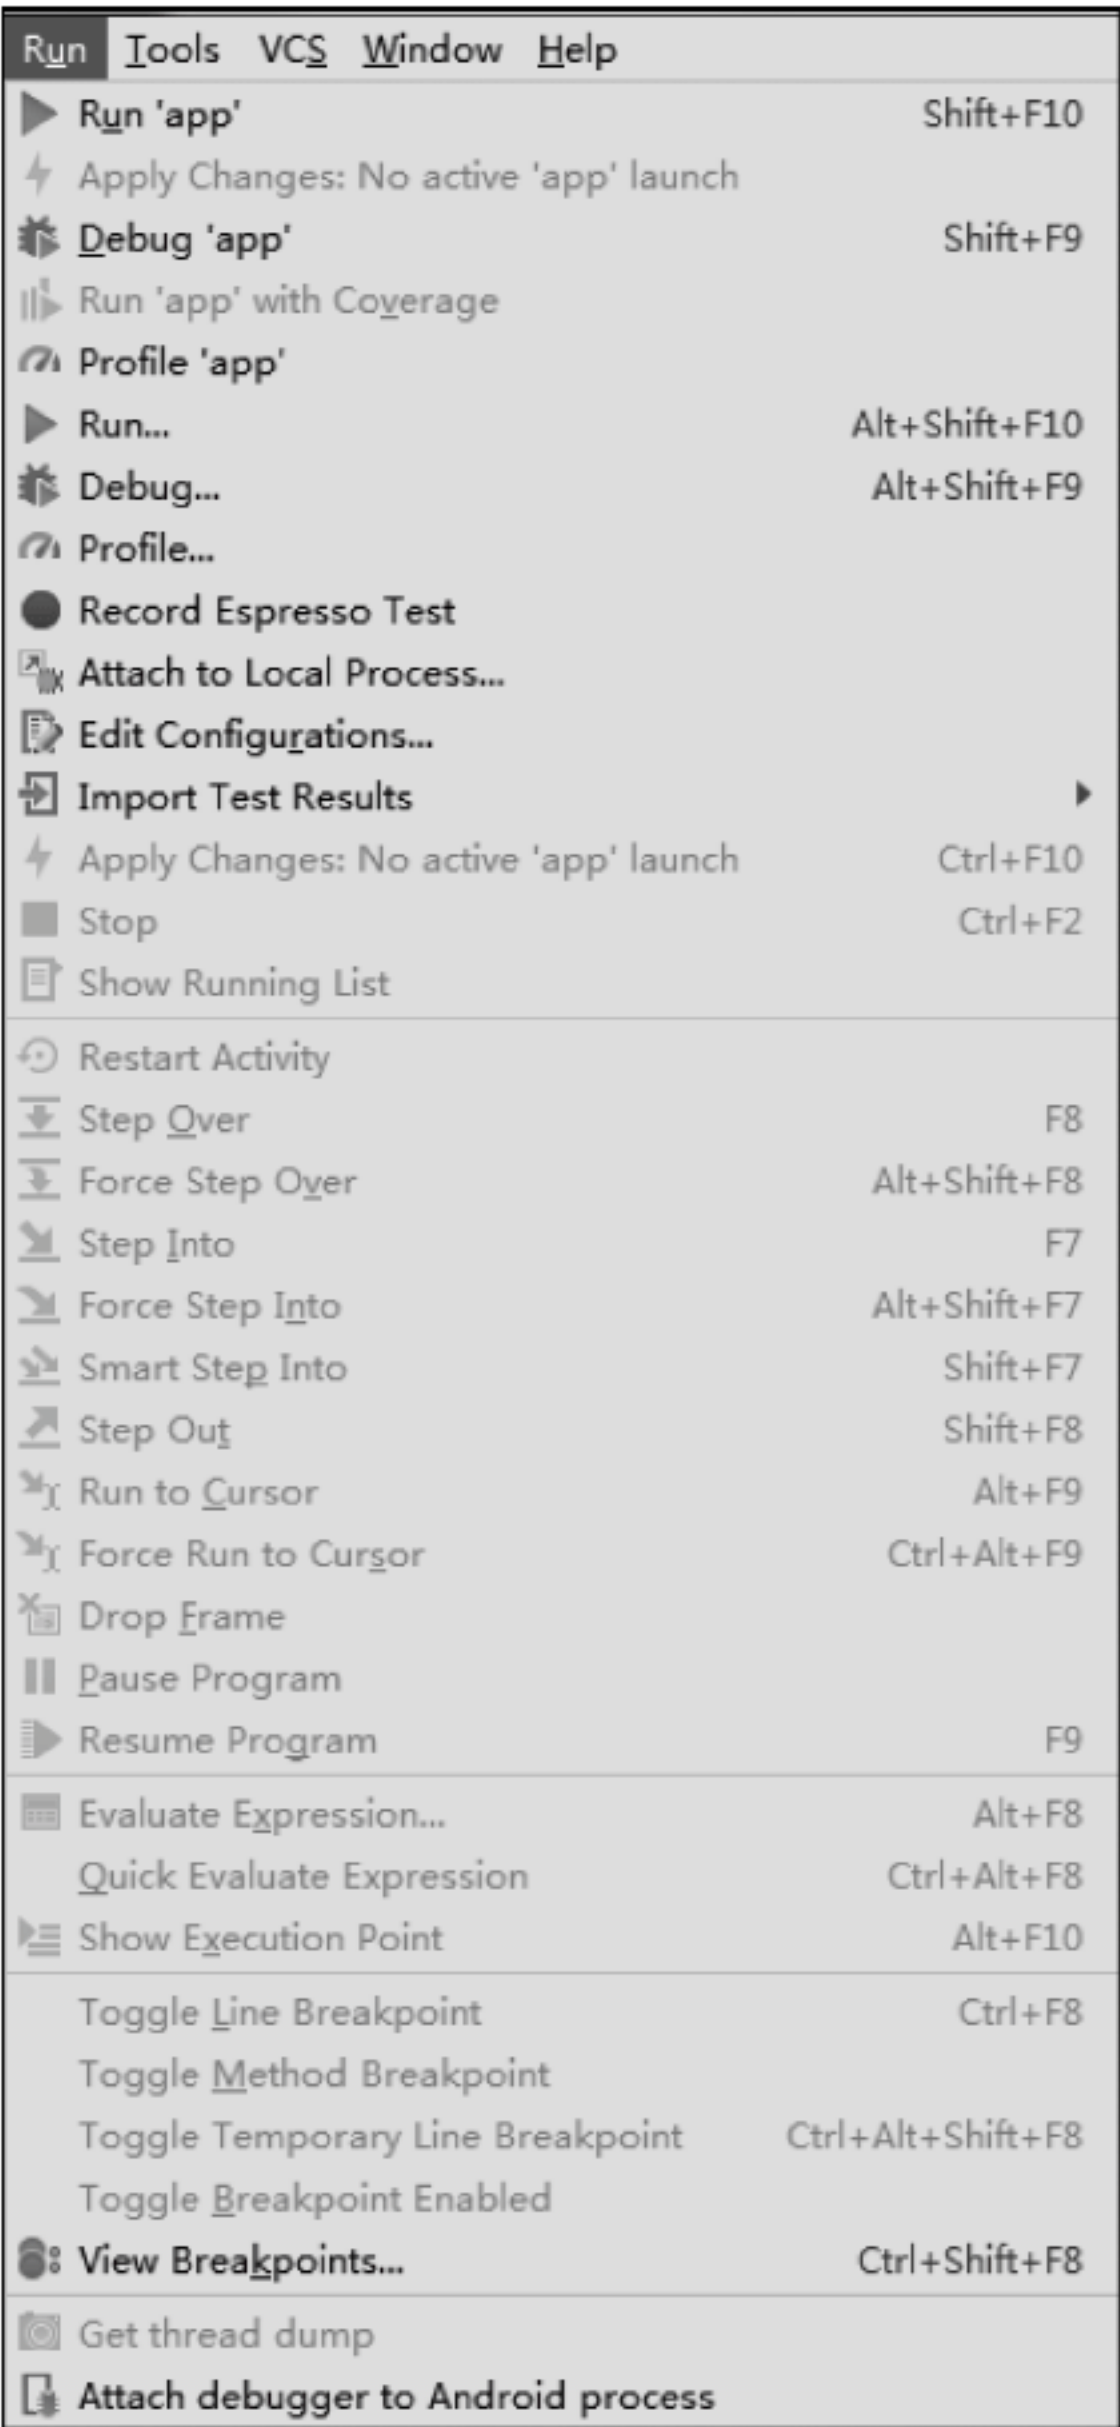 Run Tools VCS Window Help
Run 'app' Shift+F10
Apply Changes: No active 'app' launch
Debug 'app' Shift+F9
Run 'app' with Coverage
Profile 'app'
Run... Alt+Shift+F10
Debug... Alt+Shift+F9
Profile...
Record Espresso Test
Attach to Local Process...
Edit Configurations...
Import Test Results
Apply Changes: No active 'app' launch Ctrl+F10
Stop Ctrl+F2
Show Running List
Restart Activity
Step Over F8
Force Step Over Alt+Shift+F8
Step Into F7
Force Step Into Alt+Shift+F7
Smart Step Into Shift+F7
Step Out Shift+F8
Run to Cursor Alt+F9
Force Run to Cursor Ctrl+Alt+F9
Drop Frame
Pause Program
Resume Program F9
Evaluate Expression... Alt+F8
Quick Evaluate Expression Ctrl+Alt+F8
Show Execution Point Alt+F10
Toggle Line Breakpoint Ctrl+F8
Toggle Method Breakpoint
Toggle Temporary Line Breakpoint Ctrl+Alt+Shift+F8
Toggle Breakpoint Enabled
View Breakpoints... Ctrl+Shift+F8
Get thread dump
Attach debugger to Android process